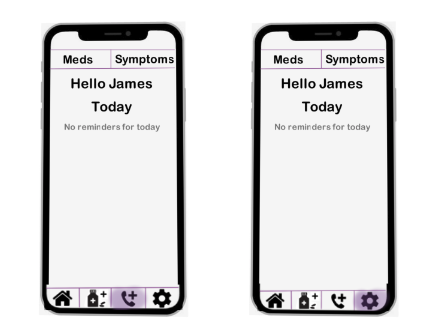 Meds Symptoms
Hello James
Today
No reminders for today
Meds Symptoms
Hello James
Today
No reminders for today